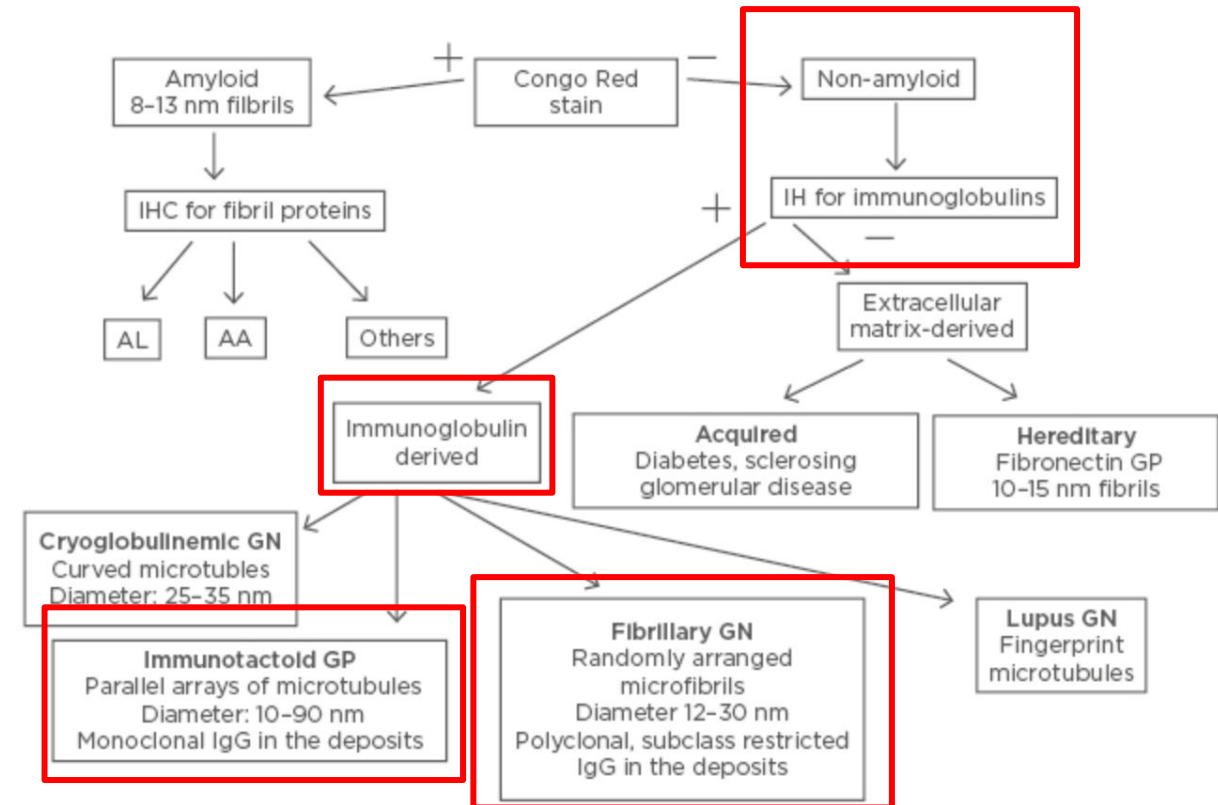 +
—
Amyloid
8–13 nm filbrils
Congo Red
stain
Non-amyloid
IHC for fibril proteins
+
IH for immunoglobulins
—
AL
AA
Others
Extracellular
matrix-derived
Immunoglobulin
derived
Acquired
Diabetes, sclerosing
glomerular disease
Hereditary
Fibronectin GP
10–15 nm fibrils
Cryoglobulinemic GN
Curved microtubles
Diameter: 25–35 nm
Immunotactoid GP
Parallel arrays of microtubules
Diameter: 10–90 nm
Monoclonal IgG in the deposits
Fibrillary GN
Randomly arranged
microfibrils
Diameter 12–30 nm
Polyclonal, subclass restricted
IgG in the deposits
Lupus GN
Fingerprint
microtubules